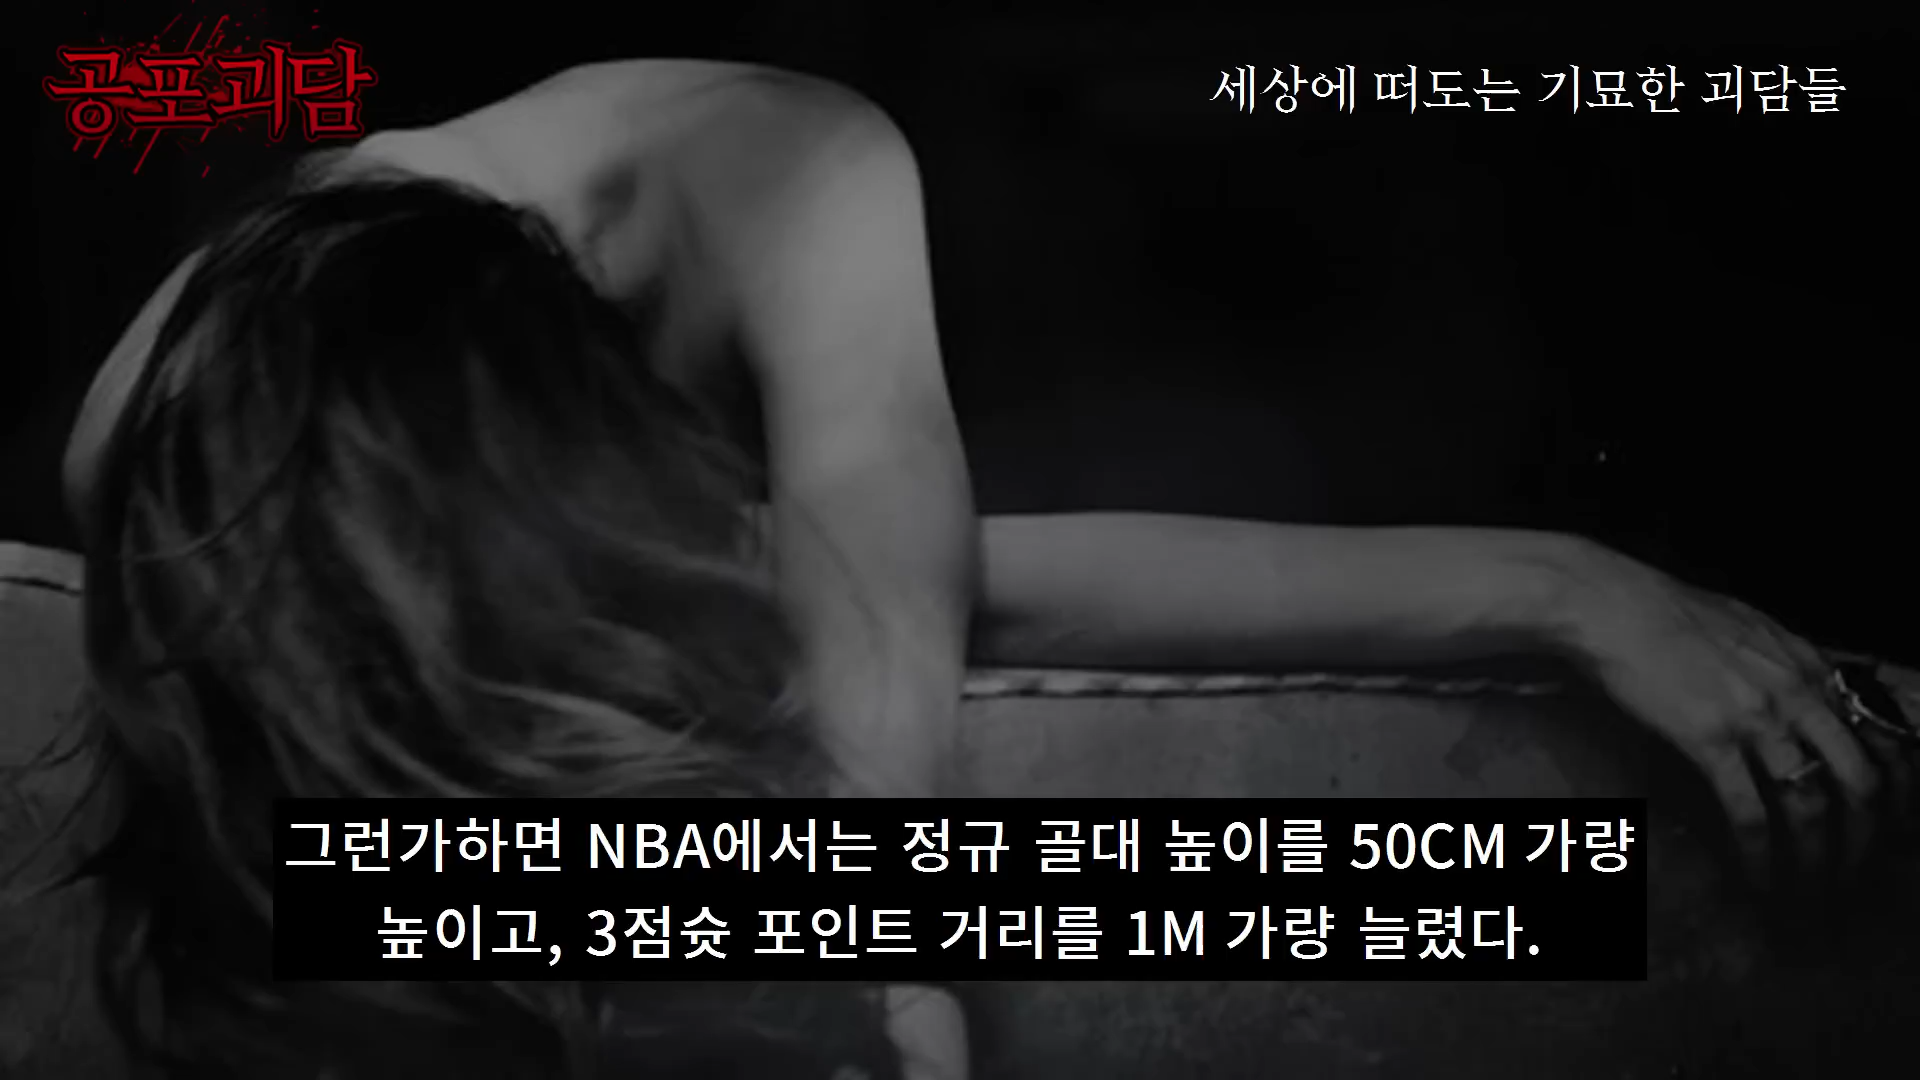 공포괴담
세상에 떠도는 기묘한 괴담들
그런가하면 NBA에서는 정규 골대 높이를 50CM 가량
높이고, 3점슛 포인트 거리를 1M 가량 늘렸다.